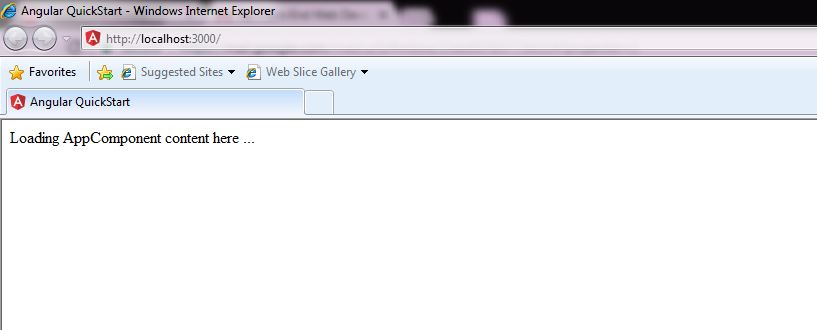 Angular QuickStart - Windows Internet Explorer
http://localhost:3000/
Favorites Suggested Sites Web Slice Gallery
Angular QuickStart
Loading AppComponent content here ...